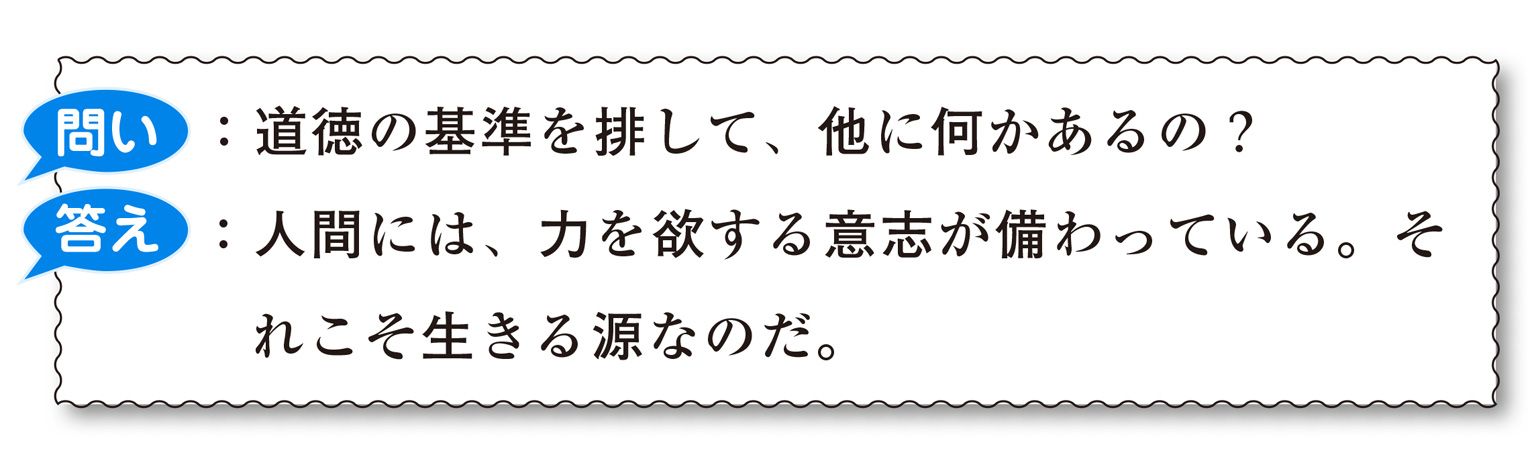 問い：道徳の基準を排して、他に何かあるの？
答え：人間には、力を欲する意志が備わっている。そ
れこそ生きる源なのだ。